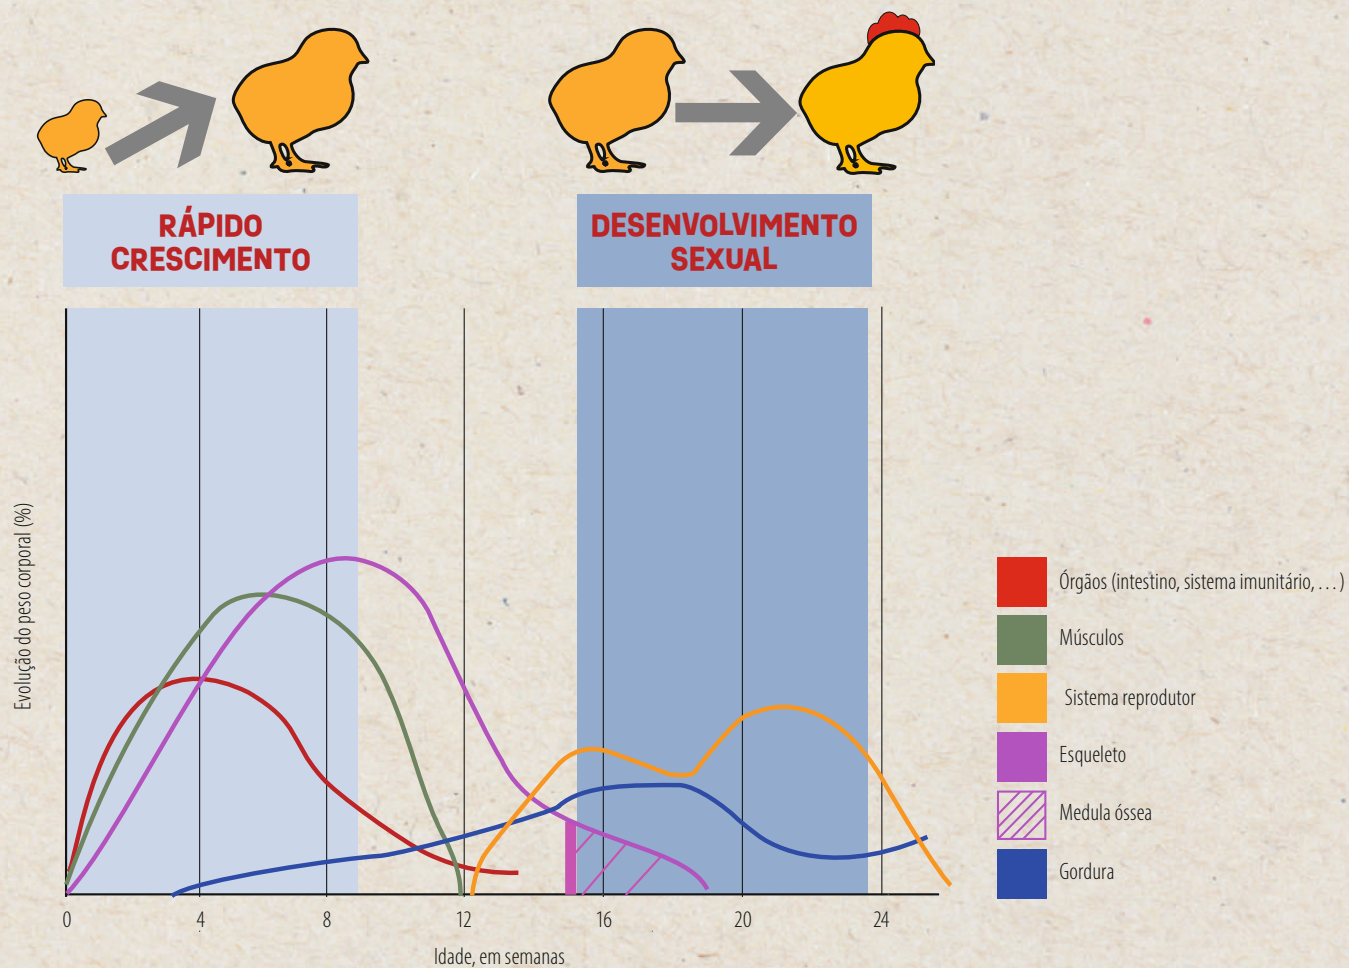 RÁPIDO
CRESCIMENTO
DESENVOLVIMENTO
SEXUAL
Evolução do peso corporal (%)
0 4 8 12 16 20 24
Idade, em semanas
Órgãos (intestino, sistema imunitário, …)
Músculos
Sistema reprodutor
Esqueleto
Medula óssea
Gordura